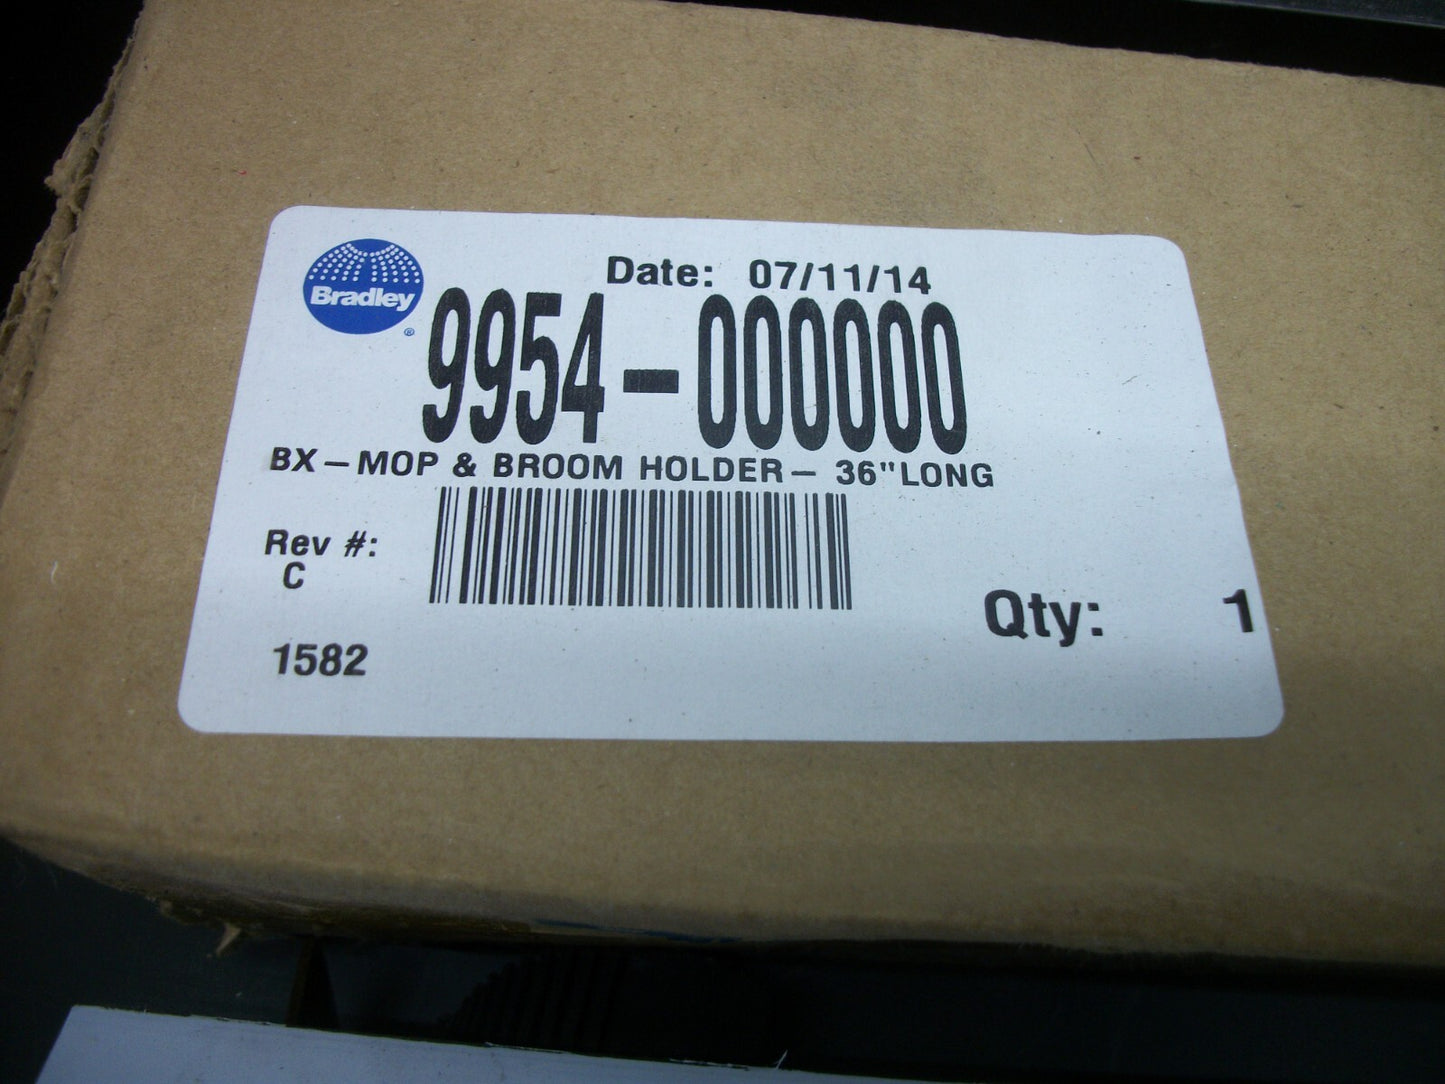 Bradley
®
Date: 07/11/14
9954-000000
BX-MOP & BROOM HOLDER- 36"LONG
Rev #:
C
Qty: 1
1582